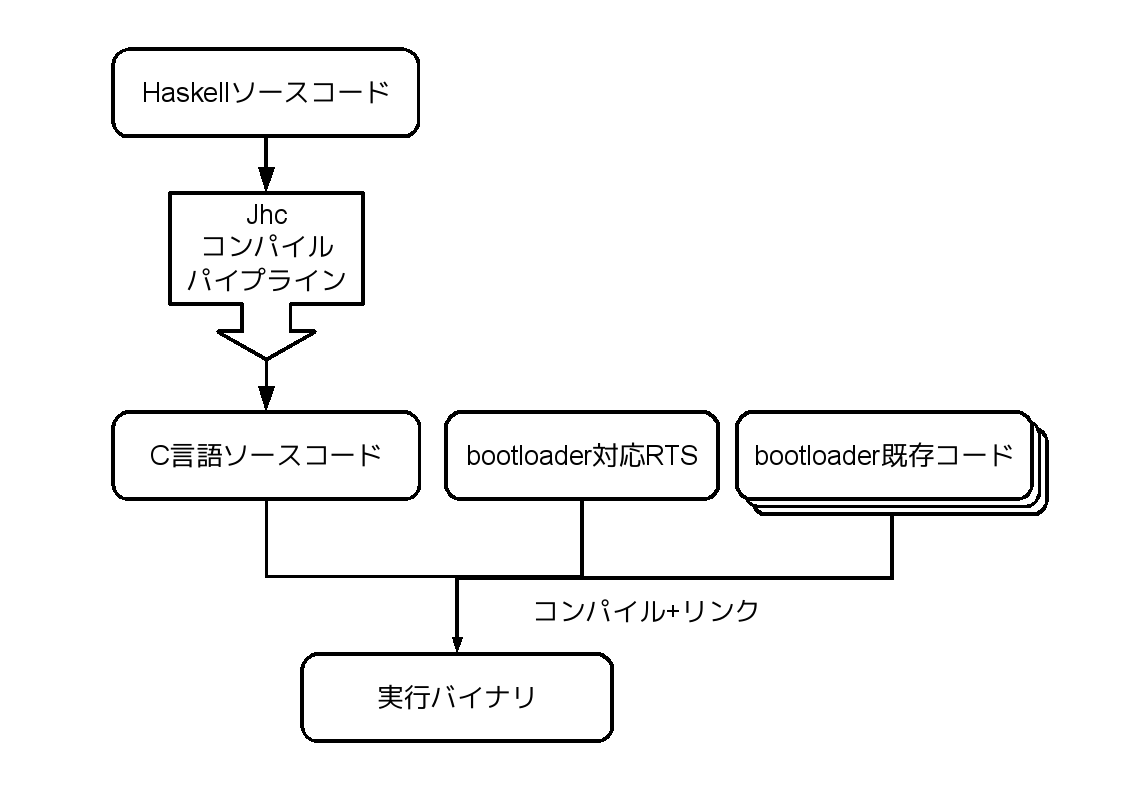 Haskellソースコード
Jhc
コンパイル
パイプライン
C言語ソースコード
bootloader対応RTS
bootloader既存コード
コンパイル+リンク
実行バイナリ